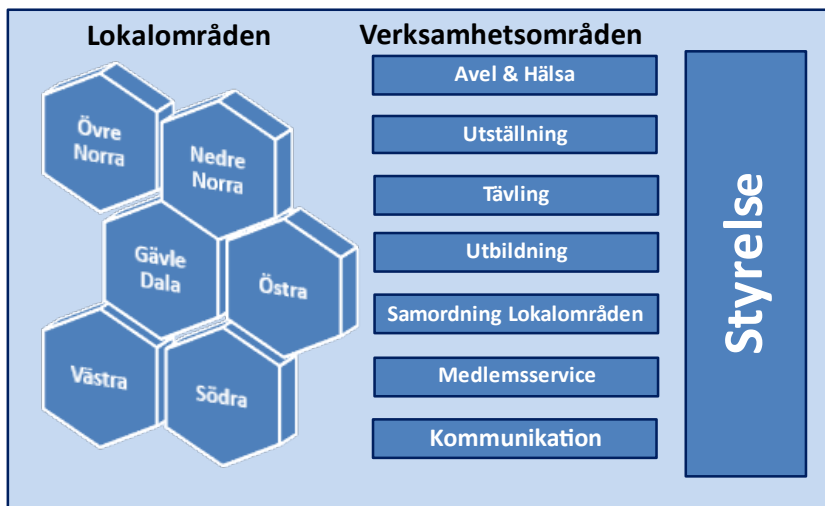 Lokalområden
Övre
Norra
Nedre
Norra
Gävle
Dala
Östra
Västra
Södra
Verksamhetsområden
Avel & Hälsa
Utställning
Tävling
Utbildning
Samordning Lokalområden
Medlemsservice
Kommunikation
Styrelse